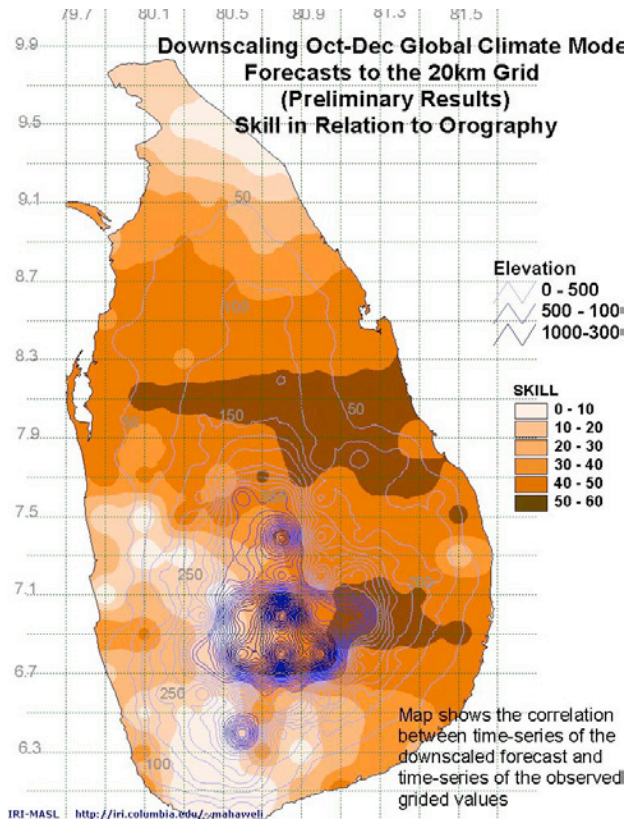 79.7 80.1 80.5 80.9 81.3 81.5
Downscaling Oct-Dec Global Climate Mode
Forecasts to the 20km Grid
(Preliminary Results)
Skill in Relation to Orography
9.9
9.5
9.1
8.7
8.3
7.9
7.5
7.1
6.7
6.3
50
100
150
50
50
250
250
100
Elevation
0 - 500
500 - 100
1000-300
SKILL
0 - 10
10 - 20
20 - 30
30 - 40
40 - 50
50 - 60
Map shows the correlation
between time-series of the
downscaled forecast and
time-series of the observed
grided values
IRI-MASL http://iri.columbia.edu/~mahaweli